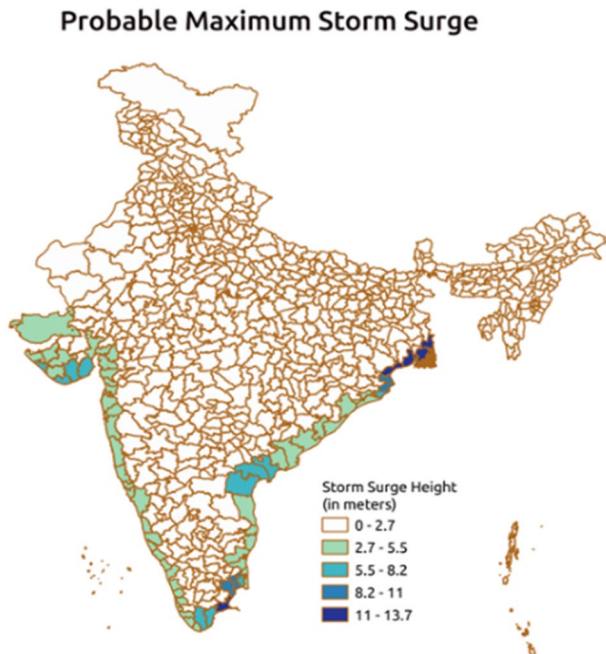 Probable Maximum Storm Surge
Storm Surge Height
(in meters)
0 - 2.7
2.7 - 5.5
5.5 - 8.2
8.2 - 11
11 - 13.7